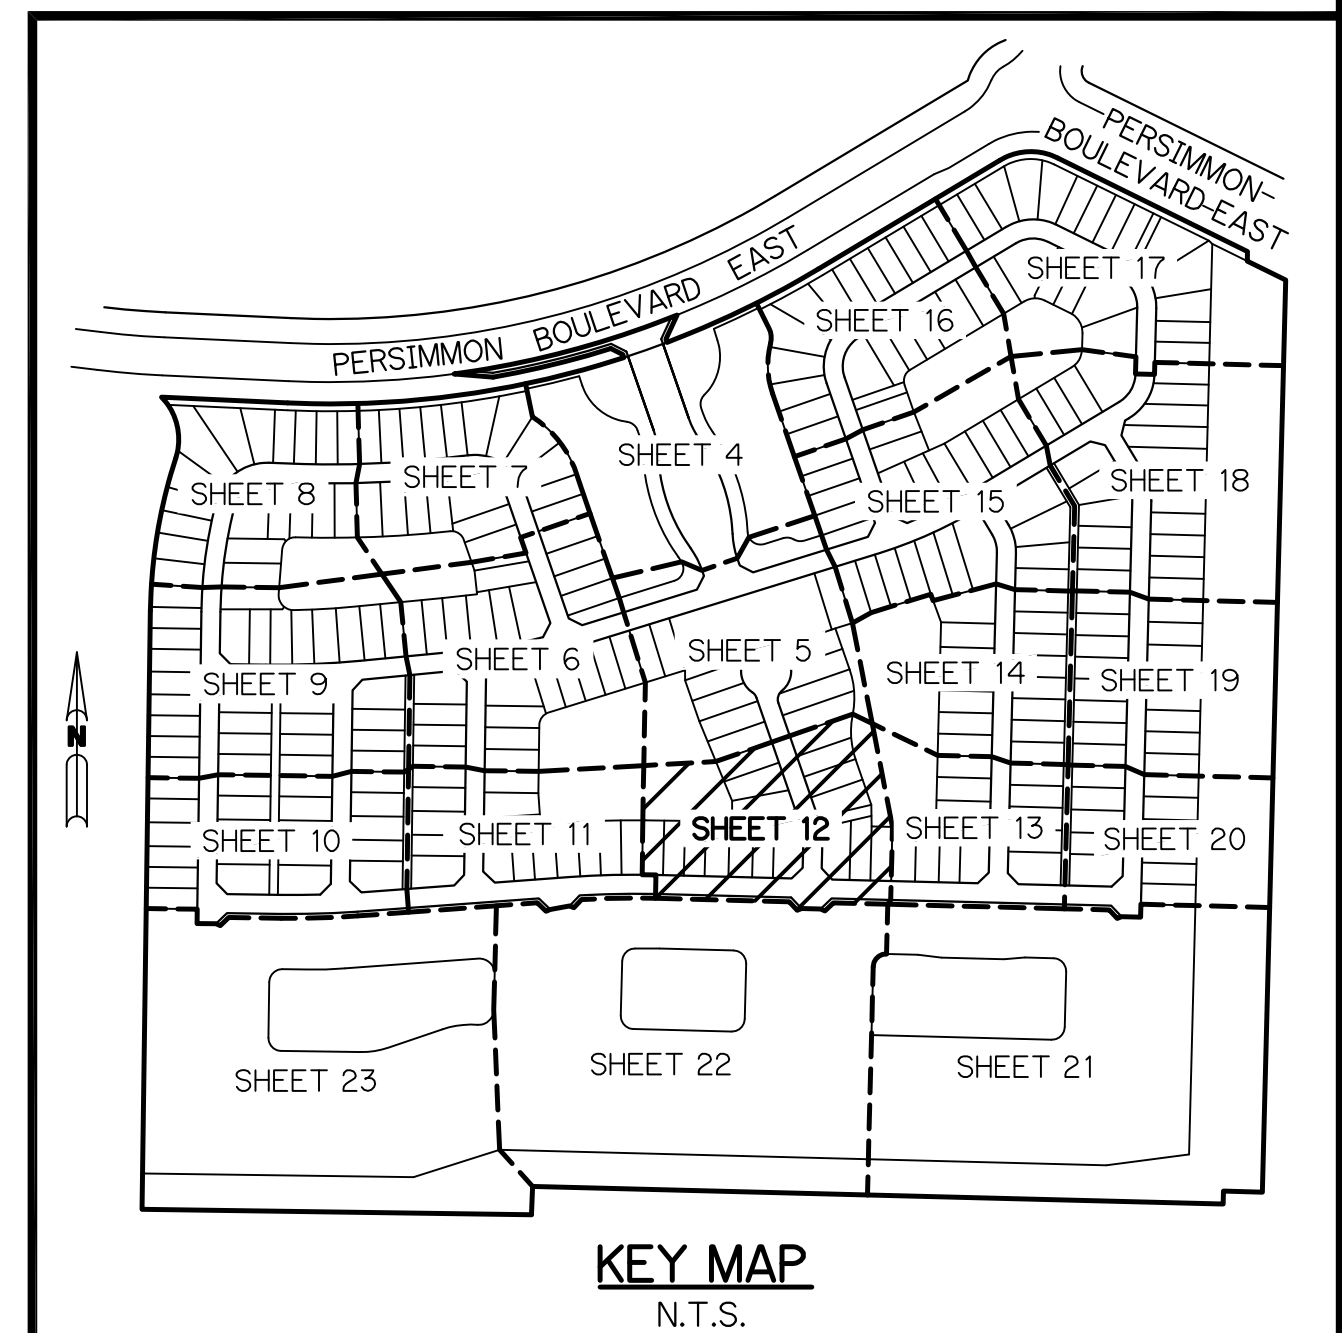 PERSIMMON-
BOULEVARD-EAST
PERSIMMON BOULEVARD EAST
SHEET 17
SHEET 16
SHEET 4
SHEET 7
SHEET 8
SHEET 15
SHEET 18
SHEET 5
SHEET 6
SHEET 9
SHEET 14
SHEET 19
N
SHEET 10
SHEET 11
SHEET 12
SHEET 13
SHEET 20
SHEET 23
SHEET 22
SHEET 21
KEY MAP
N.T.S.